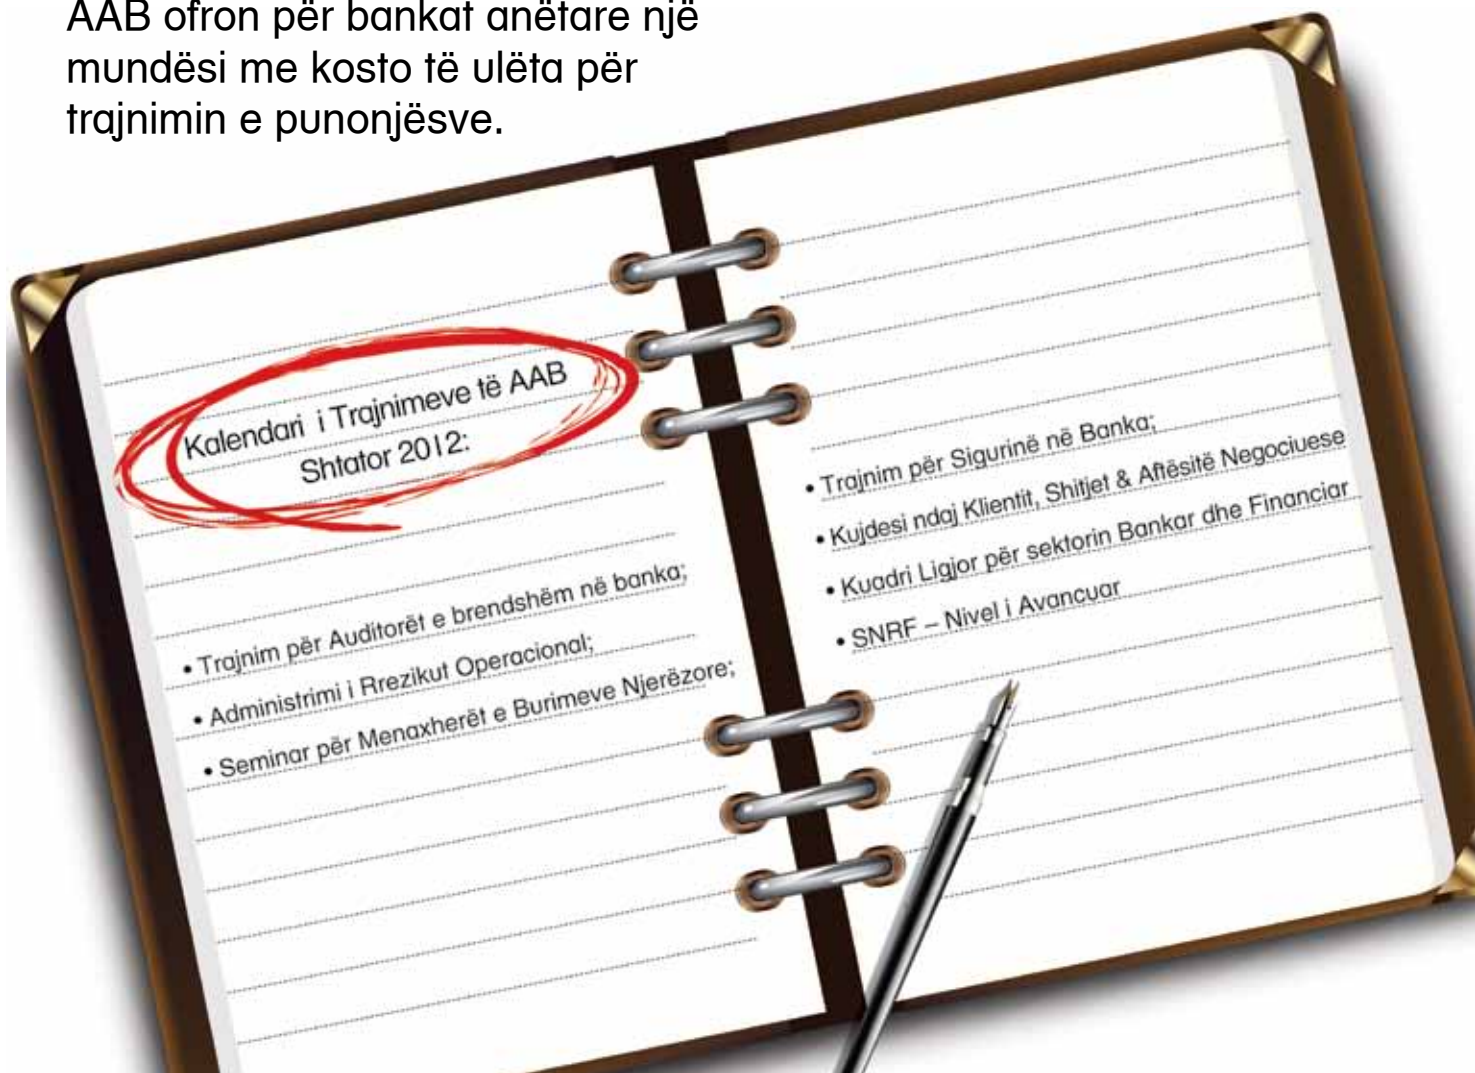 AAB ofron për bankat anëtare një
mundësi me kosto të ulëta për
trajnimin e punonjësve.
Kalendari i Trajnimeve të AAB
Shtator 2012:
• Trajnim për Auditorët e brendshëm në banka;
• Administrimi i Rrezikut Operacional;
• Seminar për Menaxherët e Burimeve Njerëzore;
• Trajnim për Sigurinë në Banka;
• Kujdesi ndaj Klientit, Shitjet & Aftësitë Negociuese
• Kuadri Ligjor për sektorin Bankar dhe Financiar
• SNRF – Nivel i Avancuar